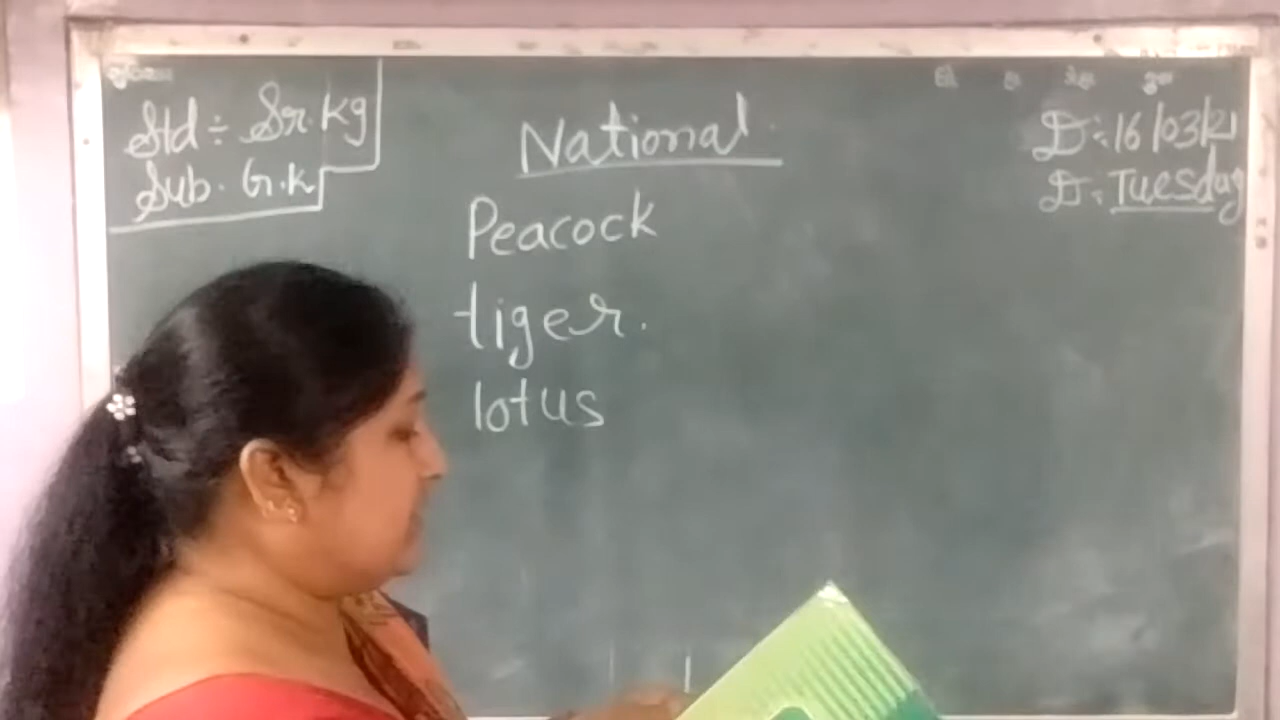 Std ÷ Sr. kg
Sub. G.K
National
Peacock
tiger.
lotus
D :- 16/03/21
D. Tuesday